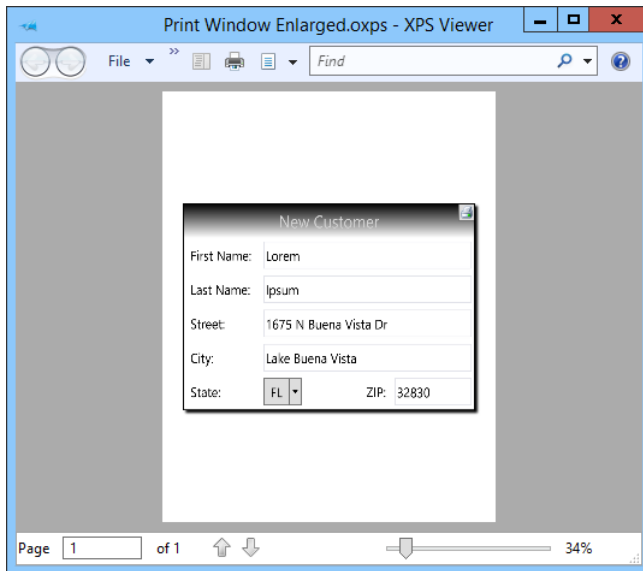 Print Window Enlarged.oxps - XPS Viewer
File » Find
New Customer
First Name: Lorem
Last Name: Ipsum
Street: 1675 N Buena Vista Dr
City: Lake Buena Vista
State: FL ZIP: 32830
Page 1 of 1 34%